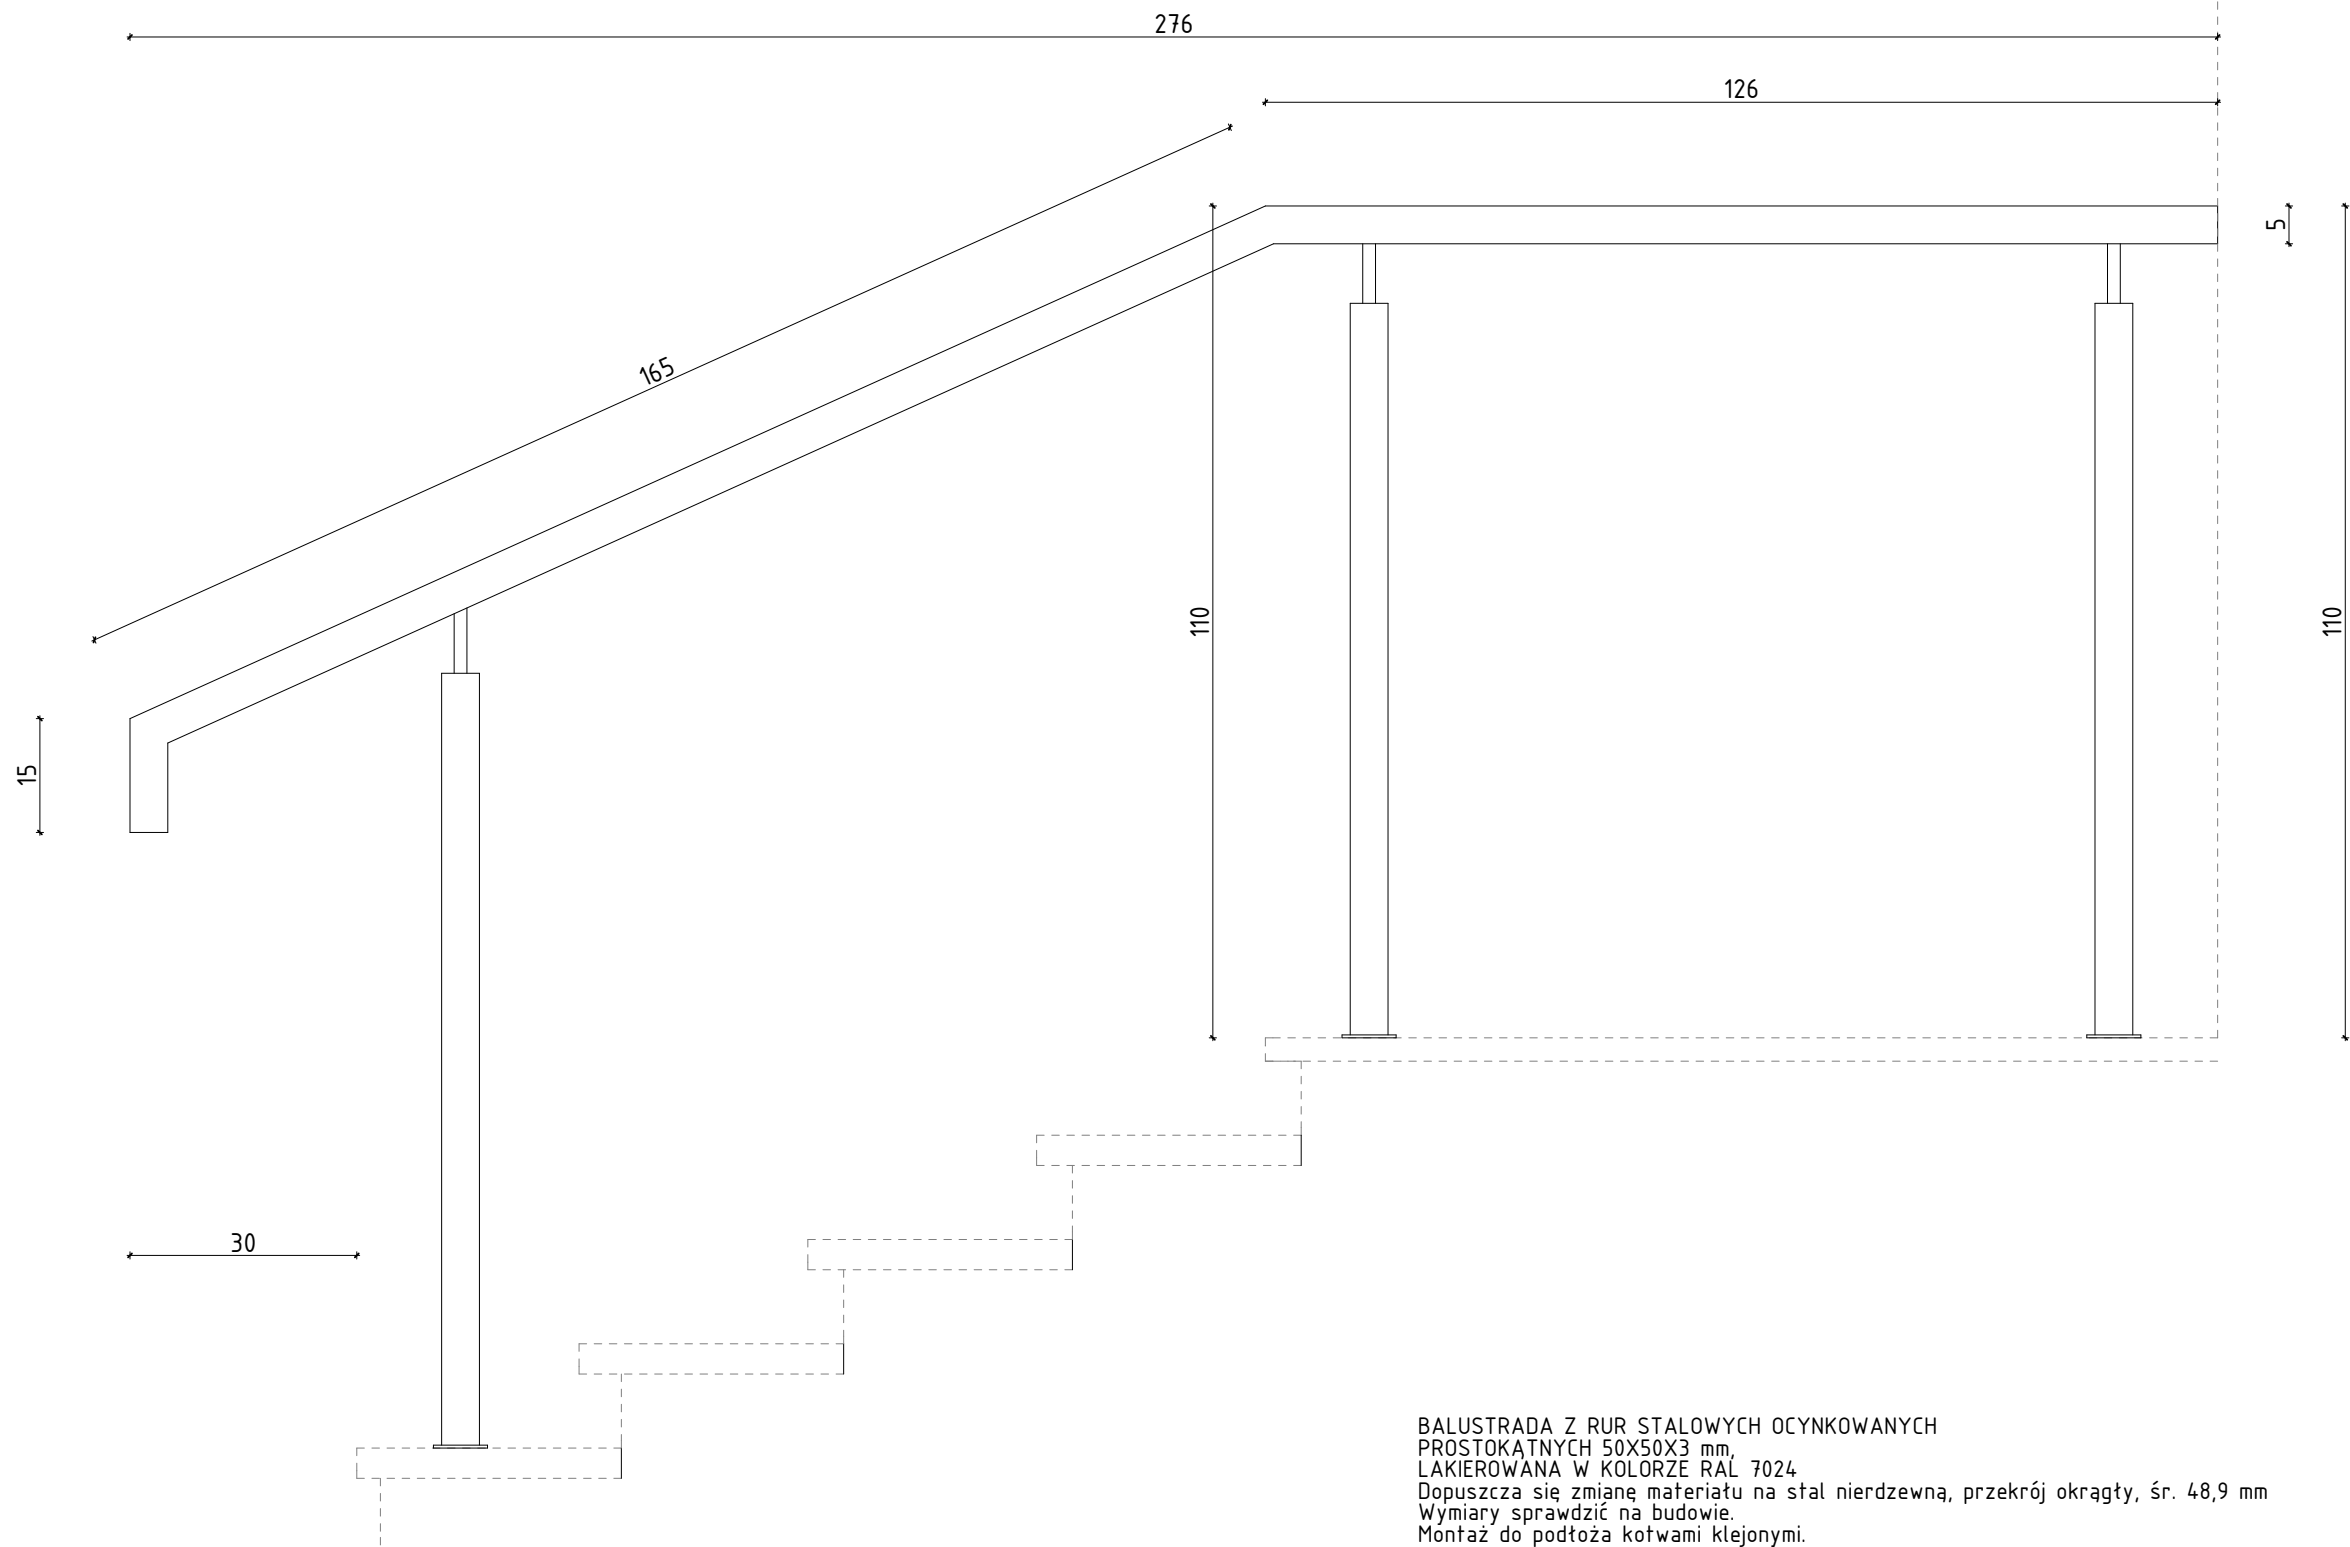 276
126
165
5
110
110
15
30
BALUSTRADA Z RUR STALOWYCH OCYNKOWANYCH
PROSTOKĄTNYCH 50X50X3 mm,
LAKIEROWANA W KOLORZE RAL 7024
Dopuszcza się zmianę materiału na stal nierdzewną, przekrój okrągły, śr. 48,9 mm
Wymiary sprawdzić na budowie.
Montaż do podłoża kotwami klejonymi.